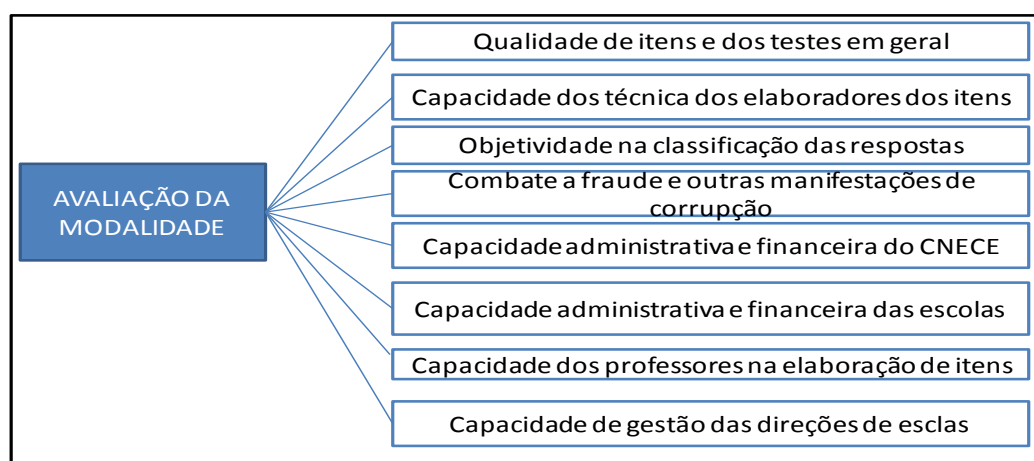 Qualidade de itens e dos testes em geral
Capacidade dos técnica dos elaboradores dos itens
Objetividade na classificação das respostas
Combate a fraude e outras manifestações de
corrupção
AVALIAÇÃO DA
MODALIDADE
Capacidade administrativa e financeira do CNECE
Capacidade administrativa e financeira das escolas
Capacidade dos professores na elaboração de itens
Capacidade de gestão das direções de esclas